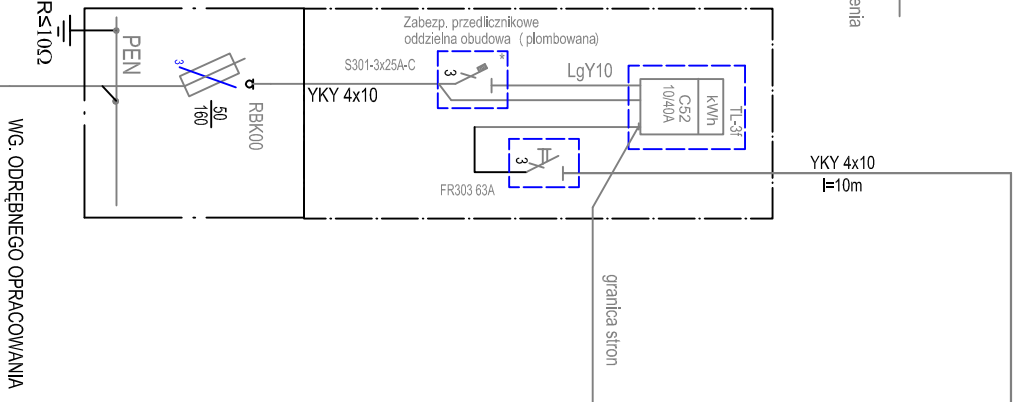 Zabezp. przedlicznikowe
oddzielna obudowa ( plombowana)
*
S301-3x25A-C
3
LgY10
kWh
C52
10/40A
TL-3f
YKY 4x10
3
FR303 63A
YKY 4x10
l=10m
PEN
3
50
160
RBK00
R≤10Ω
WG. ODRĘBNEGO OPRACOWANIA
granica stron
enia